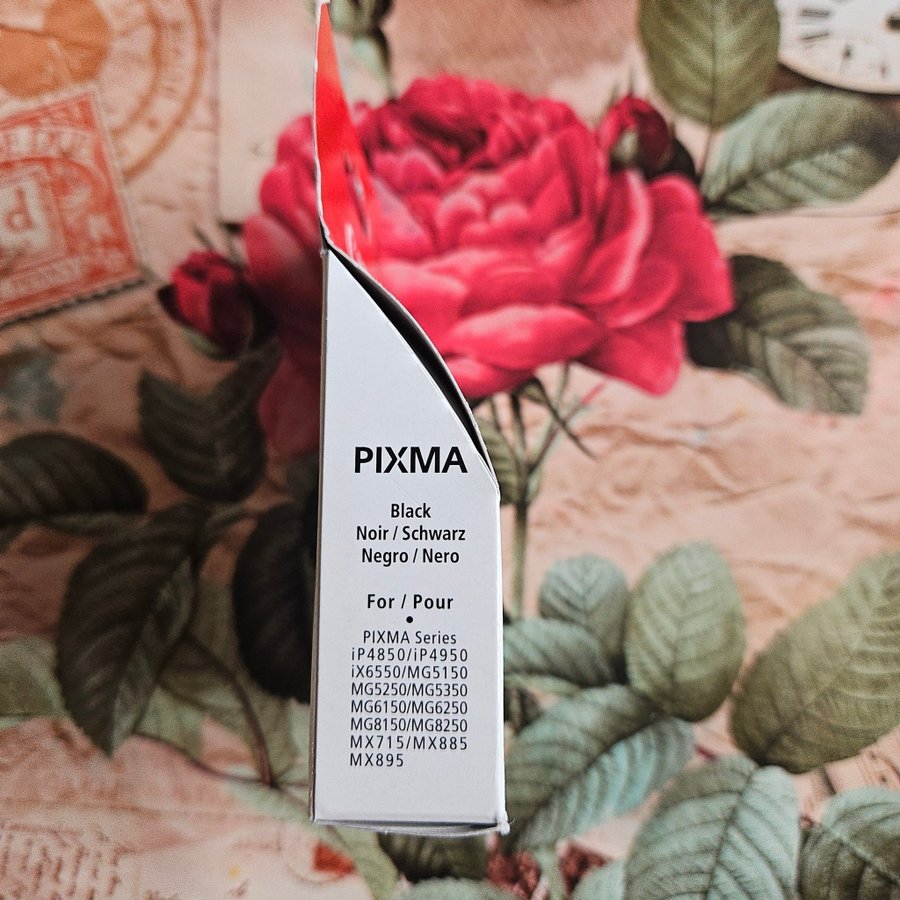 PIXMA
Black
Noir / Schwarz
Negro / Nero
For / Pour
•
PIXMA Series
iP4850/iP4950
iX6550/MG5150
MG5250/MG5350
MG6150/MG6250
MG8150/MG8250
MX715/MX885
MX895